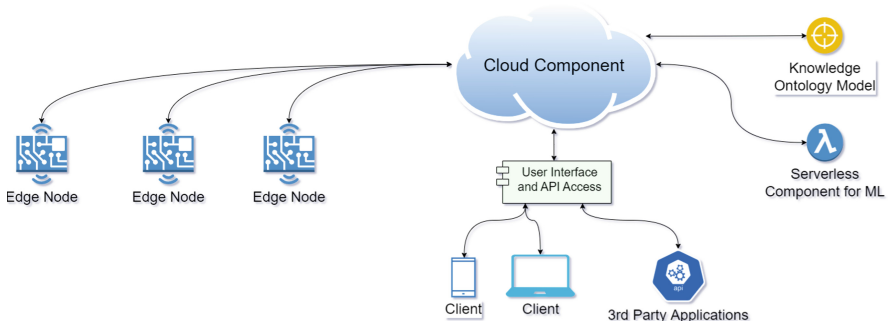 Cloud Component
Knowledge
Ontology Model
Serverless
Component for ML
Edge Node
Edge Node
Edge Node
User Interface
and API Access
Client
Client
api
3rd Party Applications